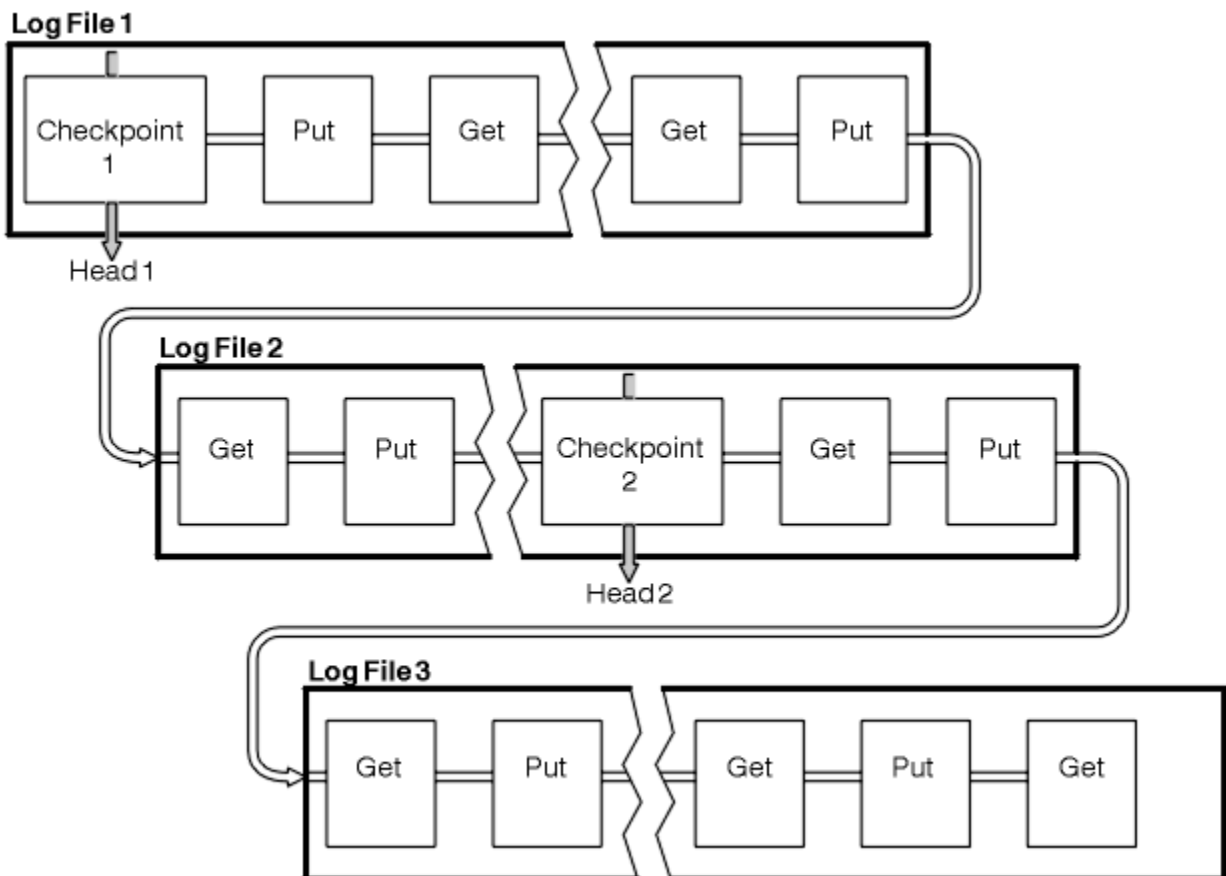 Log File 1
Checkpoint
1
Put
Get
Get
Put
Head 1
Log File 2
Get
Put
Checkpoint
2
Get
Put
Head 2
Log File 3
Get
Put
Get
Put
Get